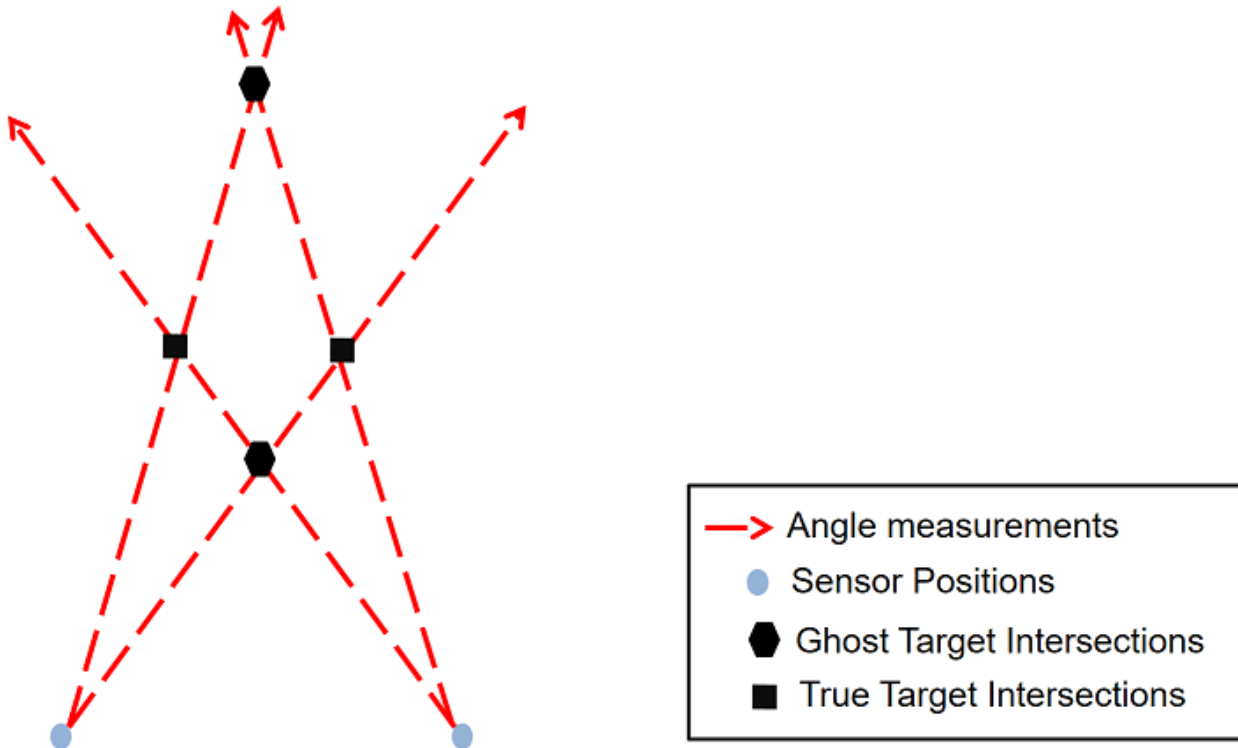 Angle measurements
Sensor Positions
Ghost Target Intersections
True Target Intersections